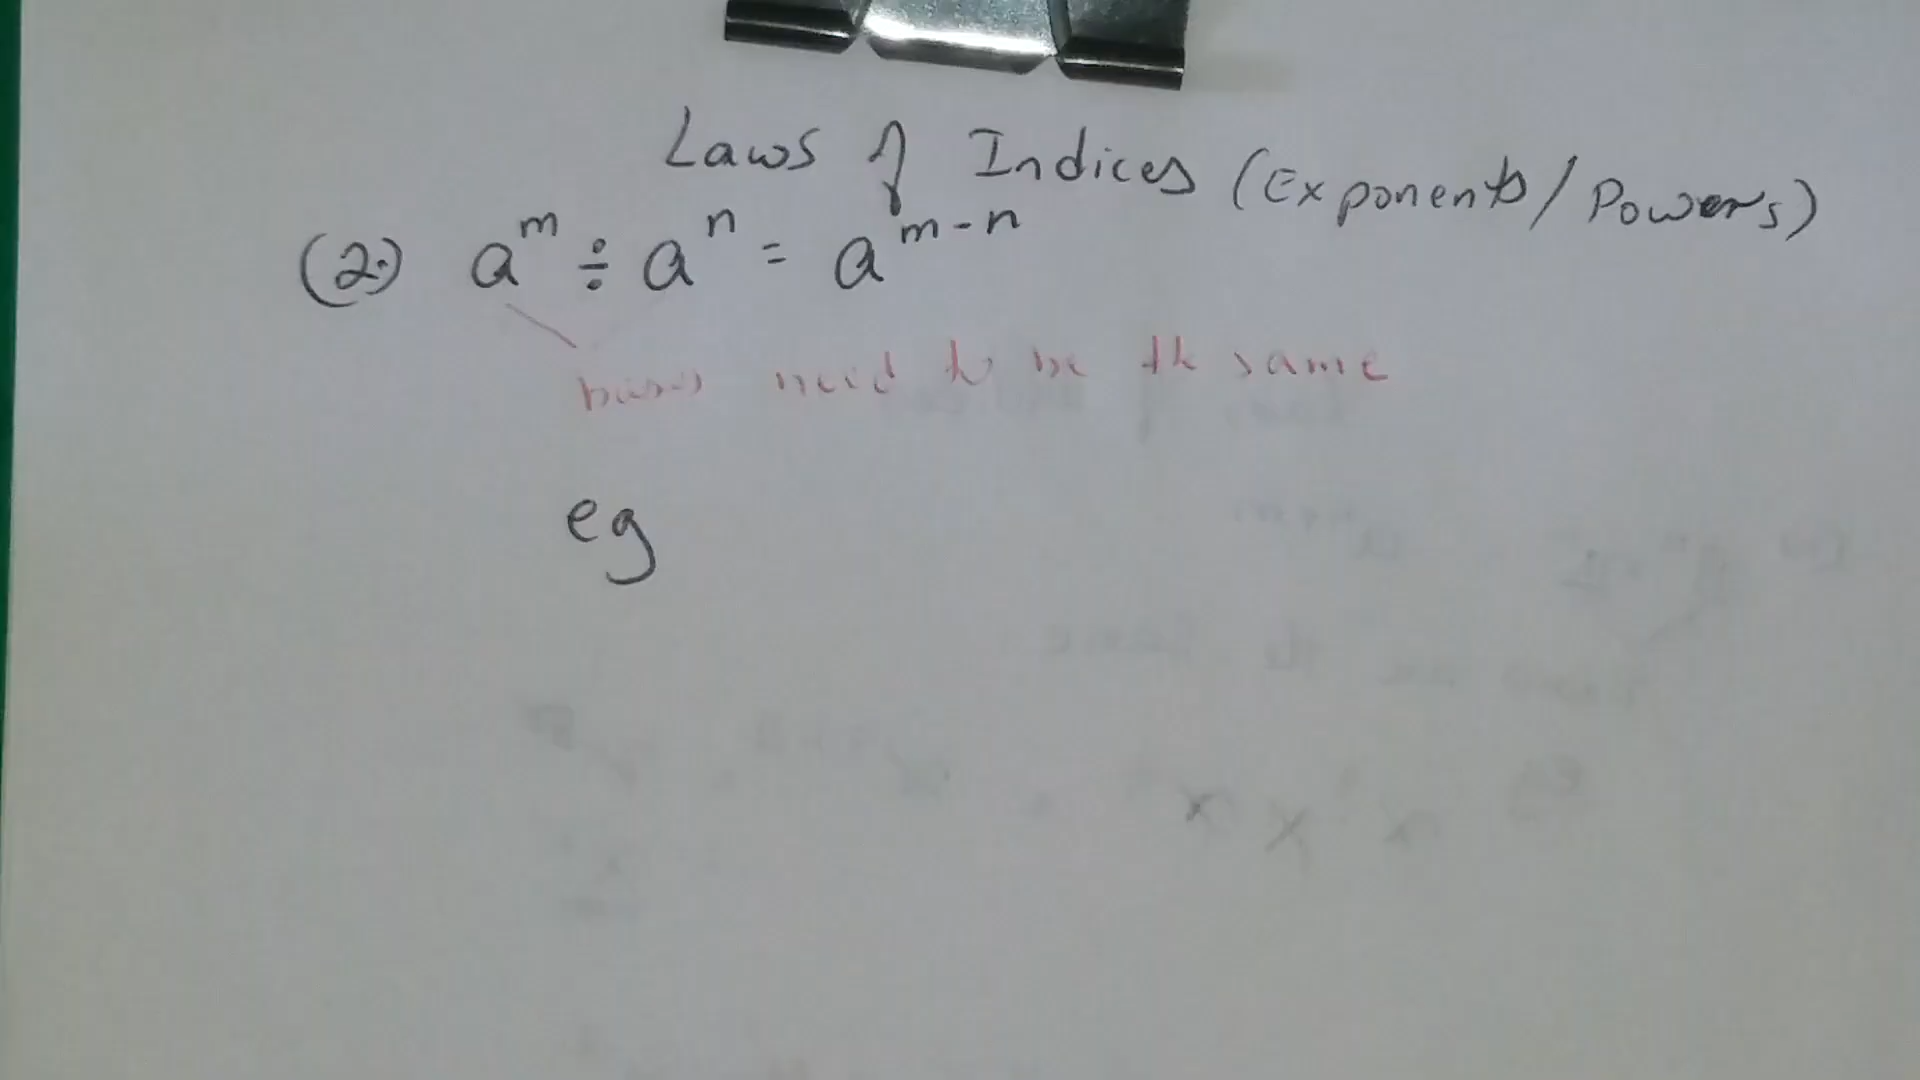 Laws of Indices (Exponents/Powers)
(2.) a^m ÷ a^n = a^m-n
bases need to be the same
eg